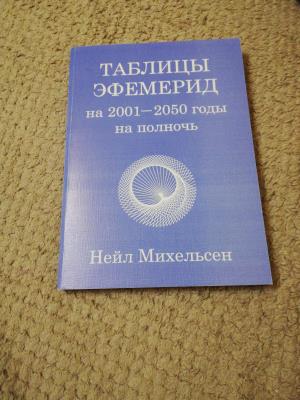 ТАБЛИЦЫ
ЭФЕМЕРИД
на 2001—2050 годы
на полночь
Нейл Михельсен